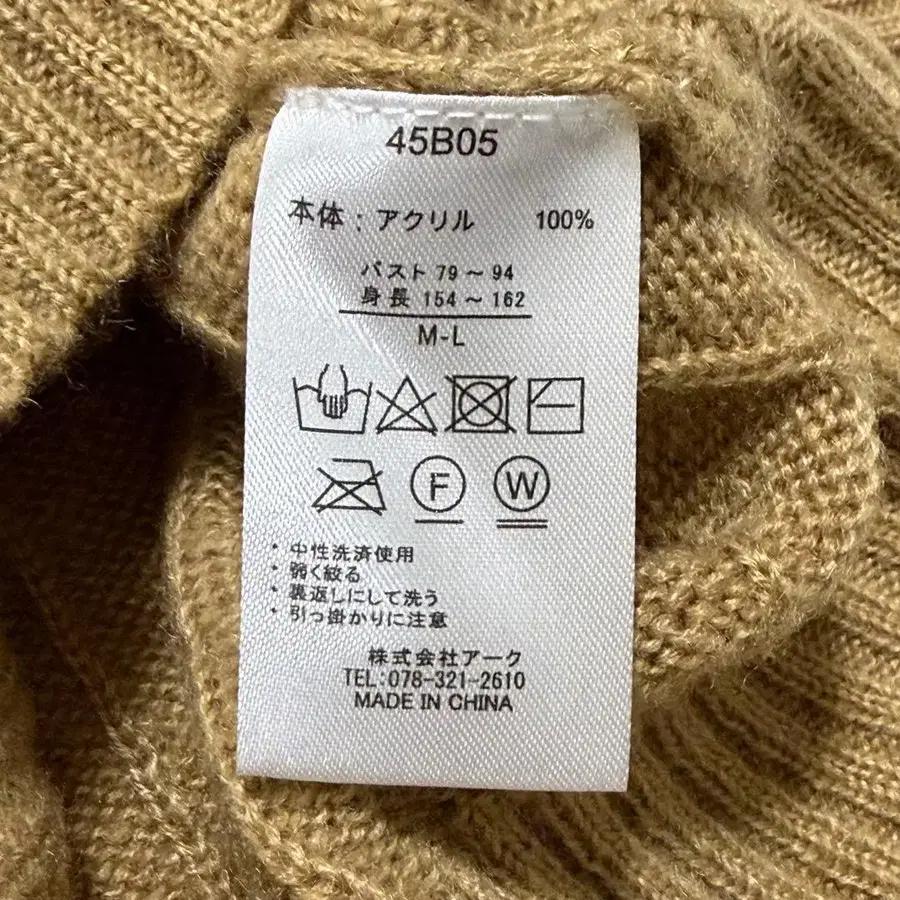 45B05
本体：アクリル 100%
バスト 79～94
身長 154～162
M-L
F W
・中性洗済使用
・弱く絞る
・裏返しにして洗う
・引っ掛かりに注意
株式会社アーク
TEL:078-321-2610
MADE IN CHINA